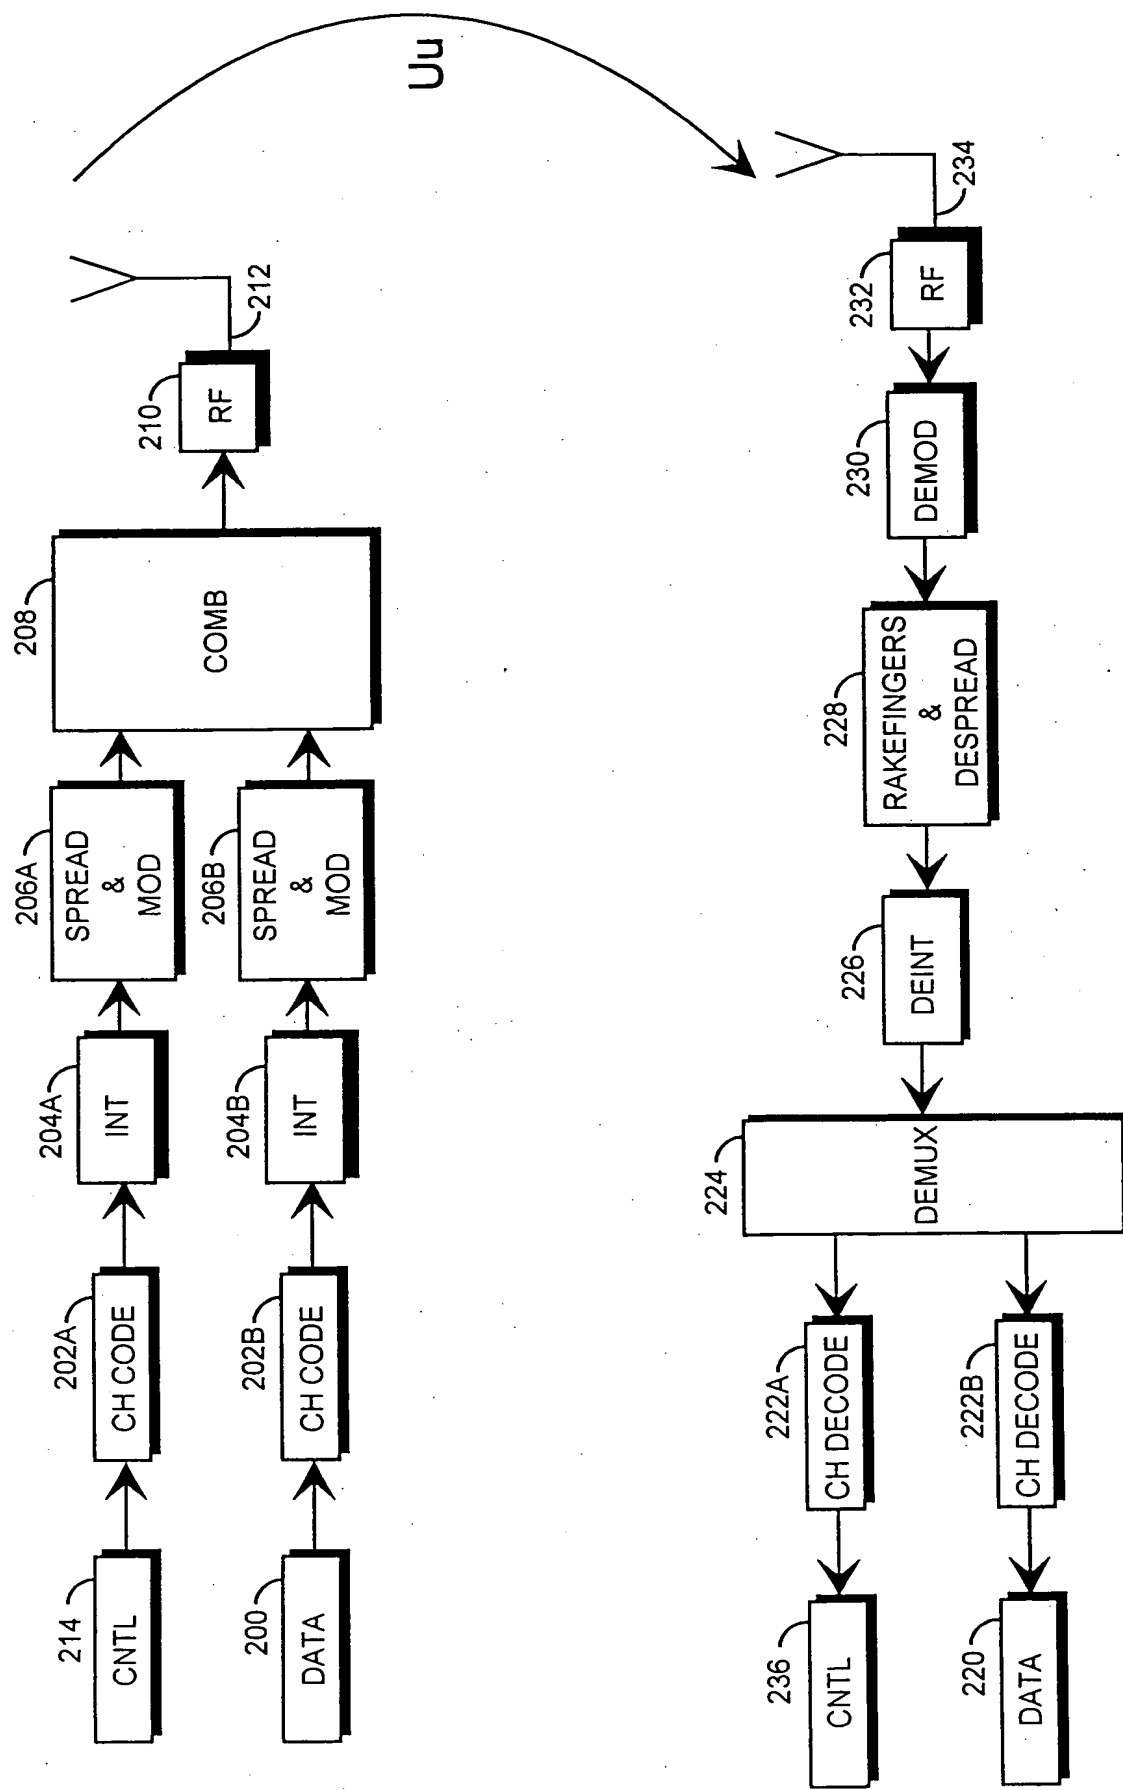 Uu
214
CNTL
202A
CH CODE
204A
INT
206A
SPREAD
&
MOD
208
COMB
210
RF
212
200
DATA
202B
CH CODE
204B
INT
206B
SPREAD
&
MOD
236
CNTL
222A
CH DECODE
224
DEMUX
226
DEINT
228
RAKEFINGERS
&
DESPREAD
230
DEMOD
232
RF
234
220
DATA
222B
CH DECODE